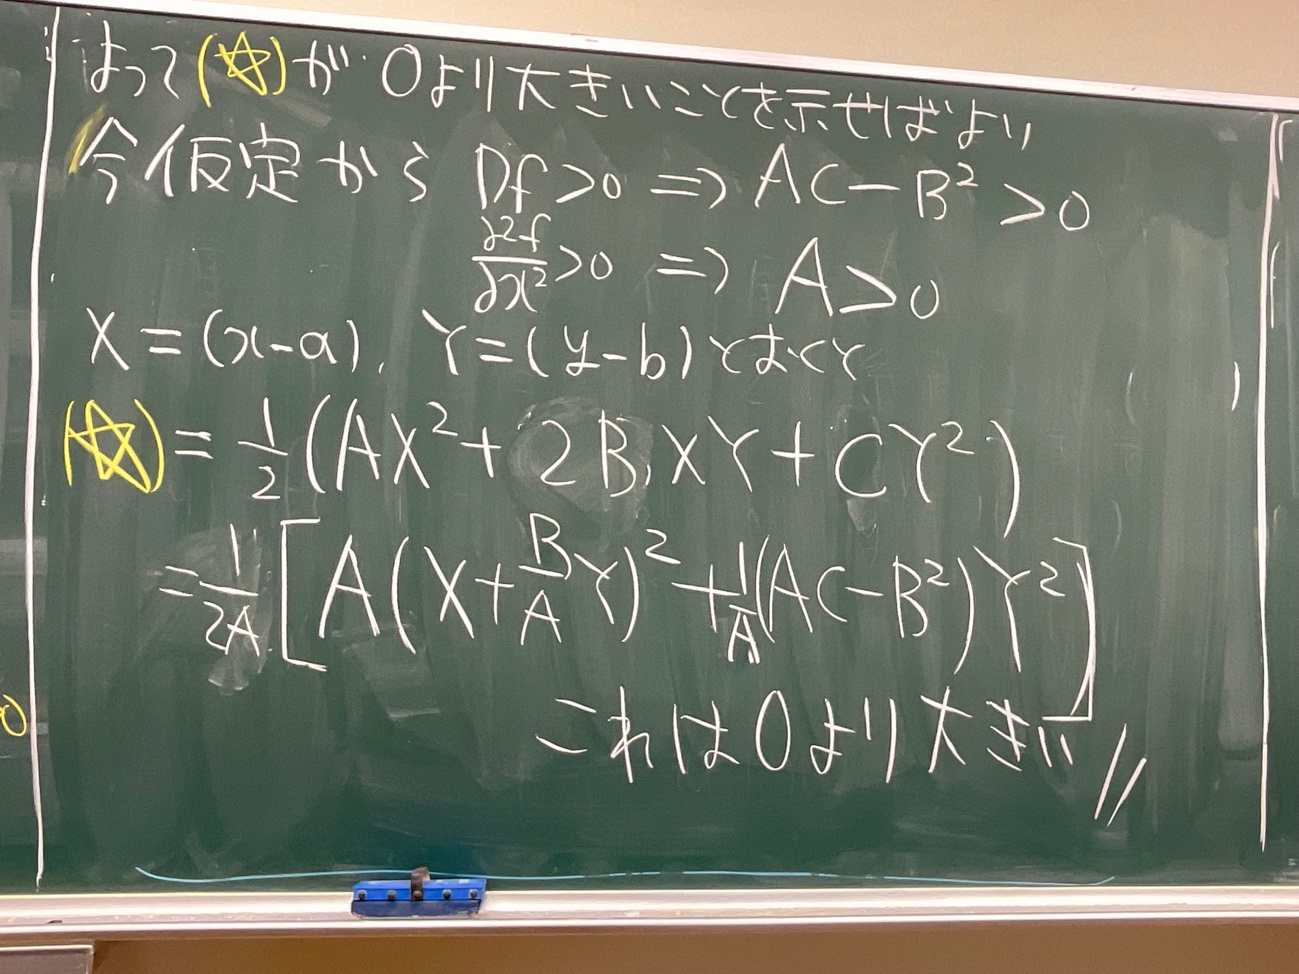 よって(☆)が0より大きいことを示せばよい
今仮定から Df>0 ⇒ AC-B²>0
∂²f/∂x²>0 ⇒ A>0
X=(x-a), Y=(y-b)とおくと
(☆)=1/2(AX²+2BXY+CY²)
=1/2A[A(X+B/A Y)²+1/A(AC-B²)Y²]
これは0より大きい//